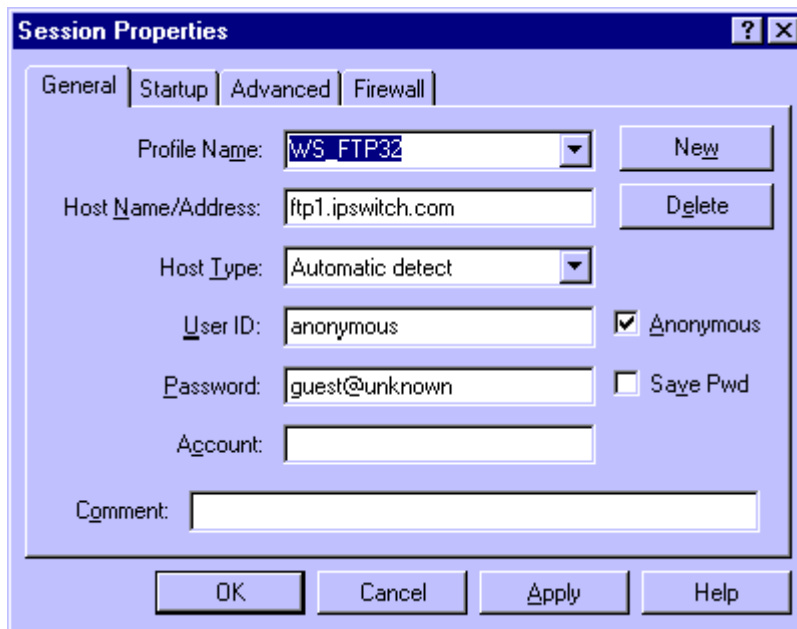 Session Properties
General Startup Advanced Firewall
Profile Name: WS_FTP32 New
Host Name/Address: ftp1.ipswitch.com Delete
Host Type: Automatic detect
User ID: anonymous Anonymous
Password: guest@unknown Save Pwd
Account:
Comment:
OK Cancel Apply Help